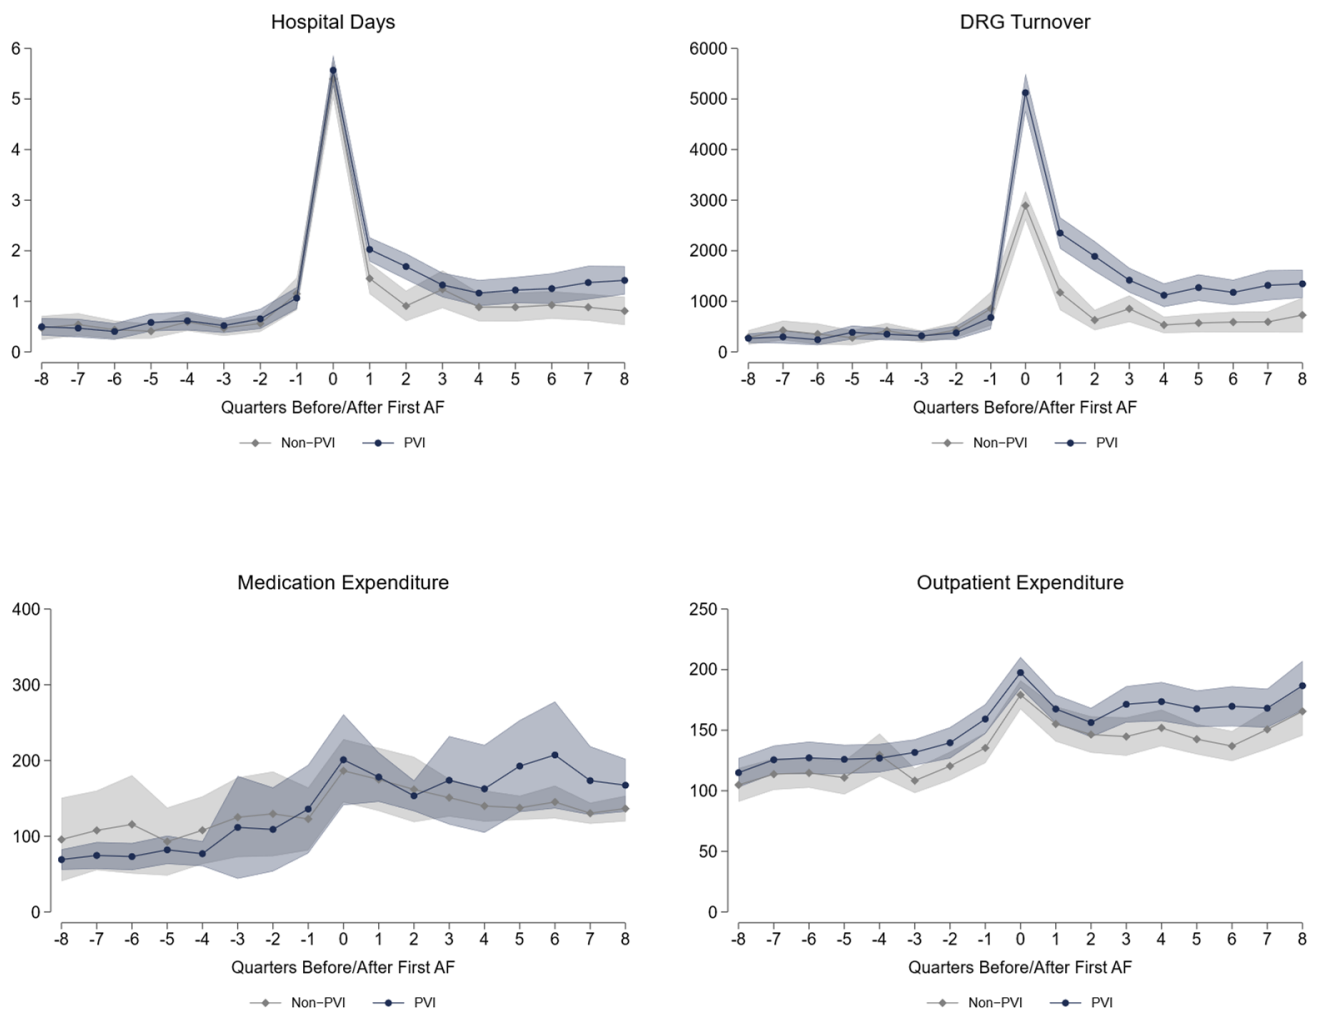 Hospital Days
6
5
4
3
2
1
0
-8 -7 -6 -5 -4 -3 -2 -1 0 1 2 3 4 5 6 7 8
Quarters Before/After First AF
Non-PVI PVI
DRG Turnover
6000
5000
4000
3000
2000
1000
0
-8 -7 -6 -5 -4 -3 -2 -1 0 1 2 3 4 5 6 7 8
Quarters Before/After First AF
Non-PVI PVI
Medication Expenditure
400
300
200
100
0
-8 -7 -6 -5 -4 -3 -2 -1 0 1 2 3 4 5 6 7 8
Quarters Before/After First AF
Non-PVI PVI
Outpatient Expenditure
250
200
150
100
50
0
-8 -7 -6 -5 -4 -3 -2 -1 0 1 2 3 4 5 6 7 8
Quarters Before/After First AF
Non-PVI PVI